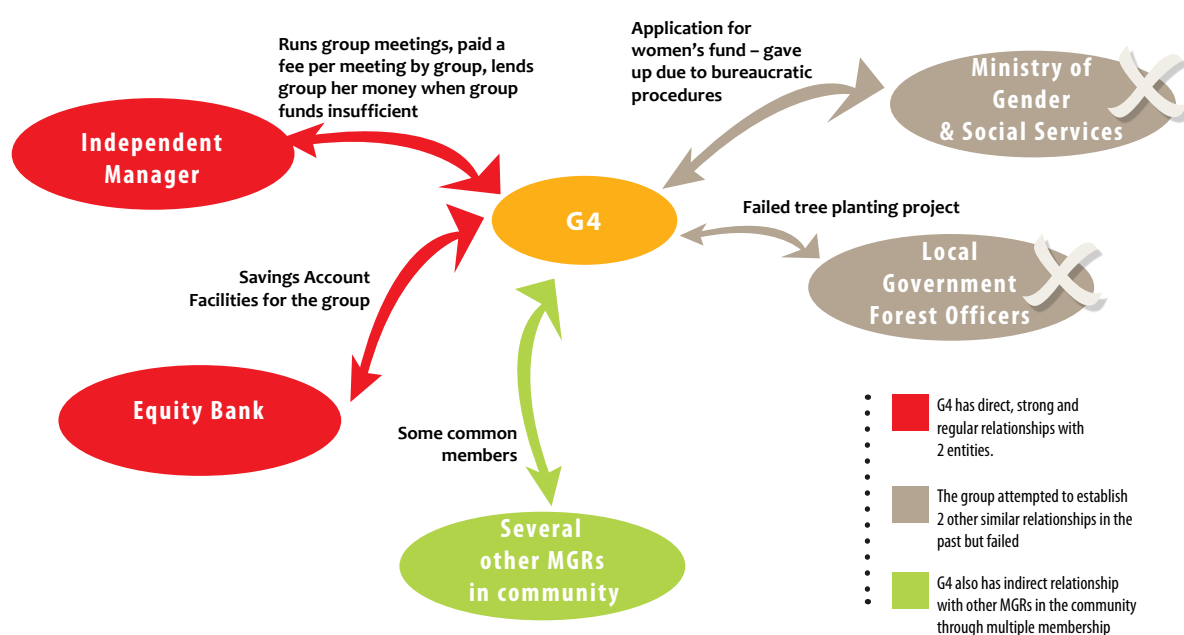 Runs group meetings, paid a
fee per meeting by group, lends
group her money when group
funds insufficient
Application for
women's fund – gave
up due to bureaucratic
procedures
Ministry of
Gender
& Social Services
Independent
Manager
G4
Failed tree planting project
Local
Government
Forest Officers
Savings Account
Facilities for the group
Equity Bank
Some common
members
Several
other MGRs
in community
G4 has direct, strong and
regular relationships with
2 entities.
The group attempted to establish
2 other similar relationships in the
past but failed
G4 also has indirect relationship
with other MGRs in the community
through multiple membership